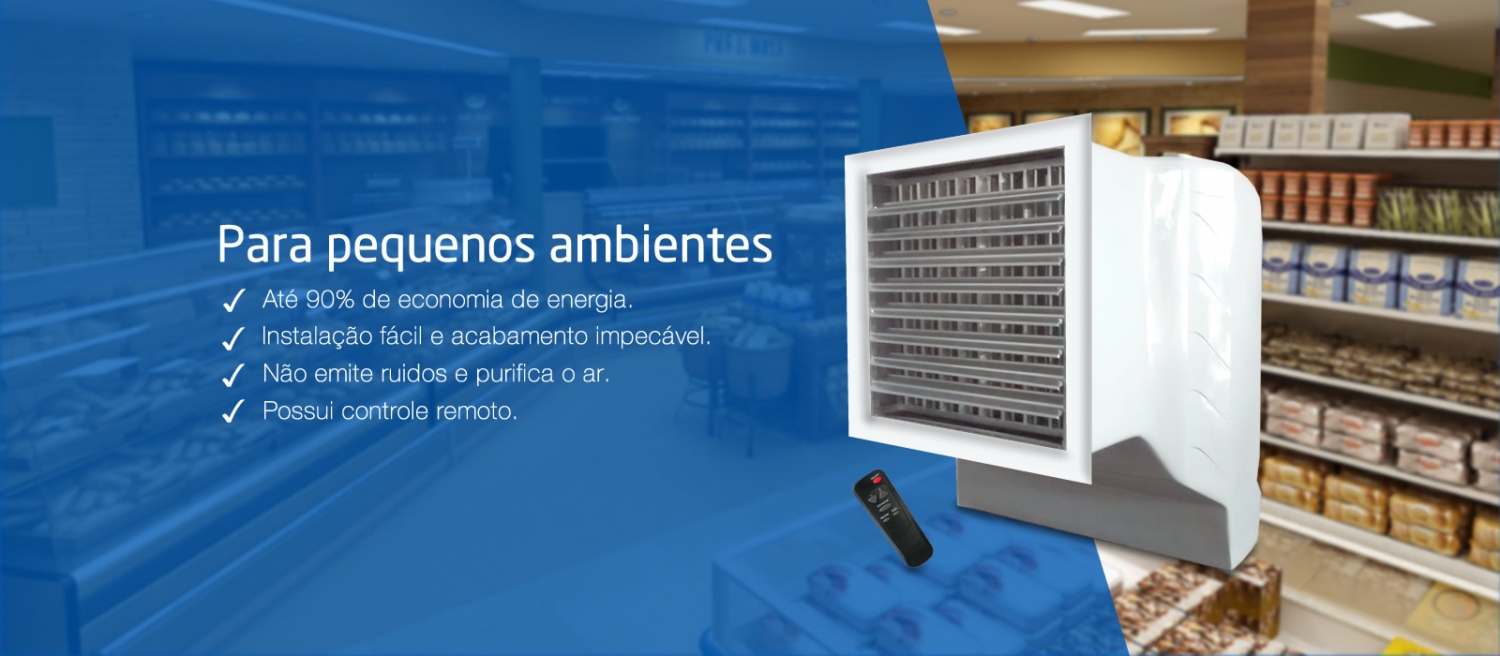 Para pequenos ambientes
Até 90% de economia de energia.
Instalação fácil e acabamento impecável.
Não emite ruidos e purifica o ar.
Possui controle remoto.